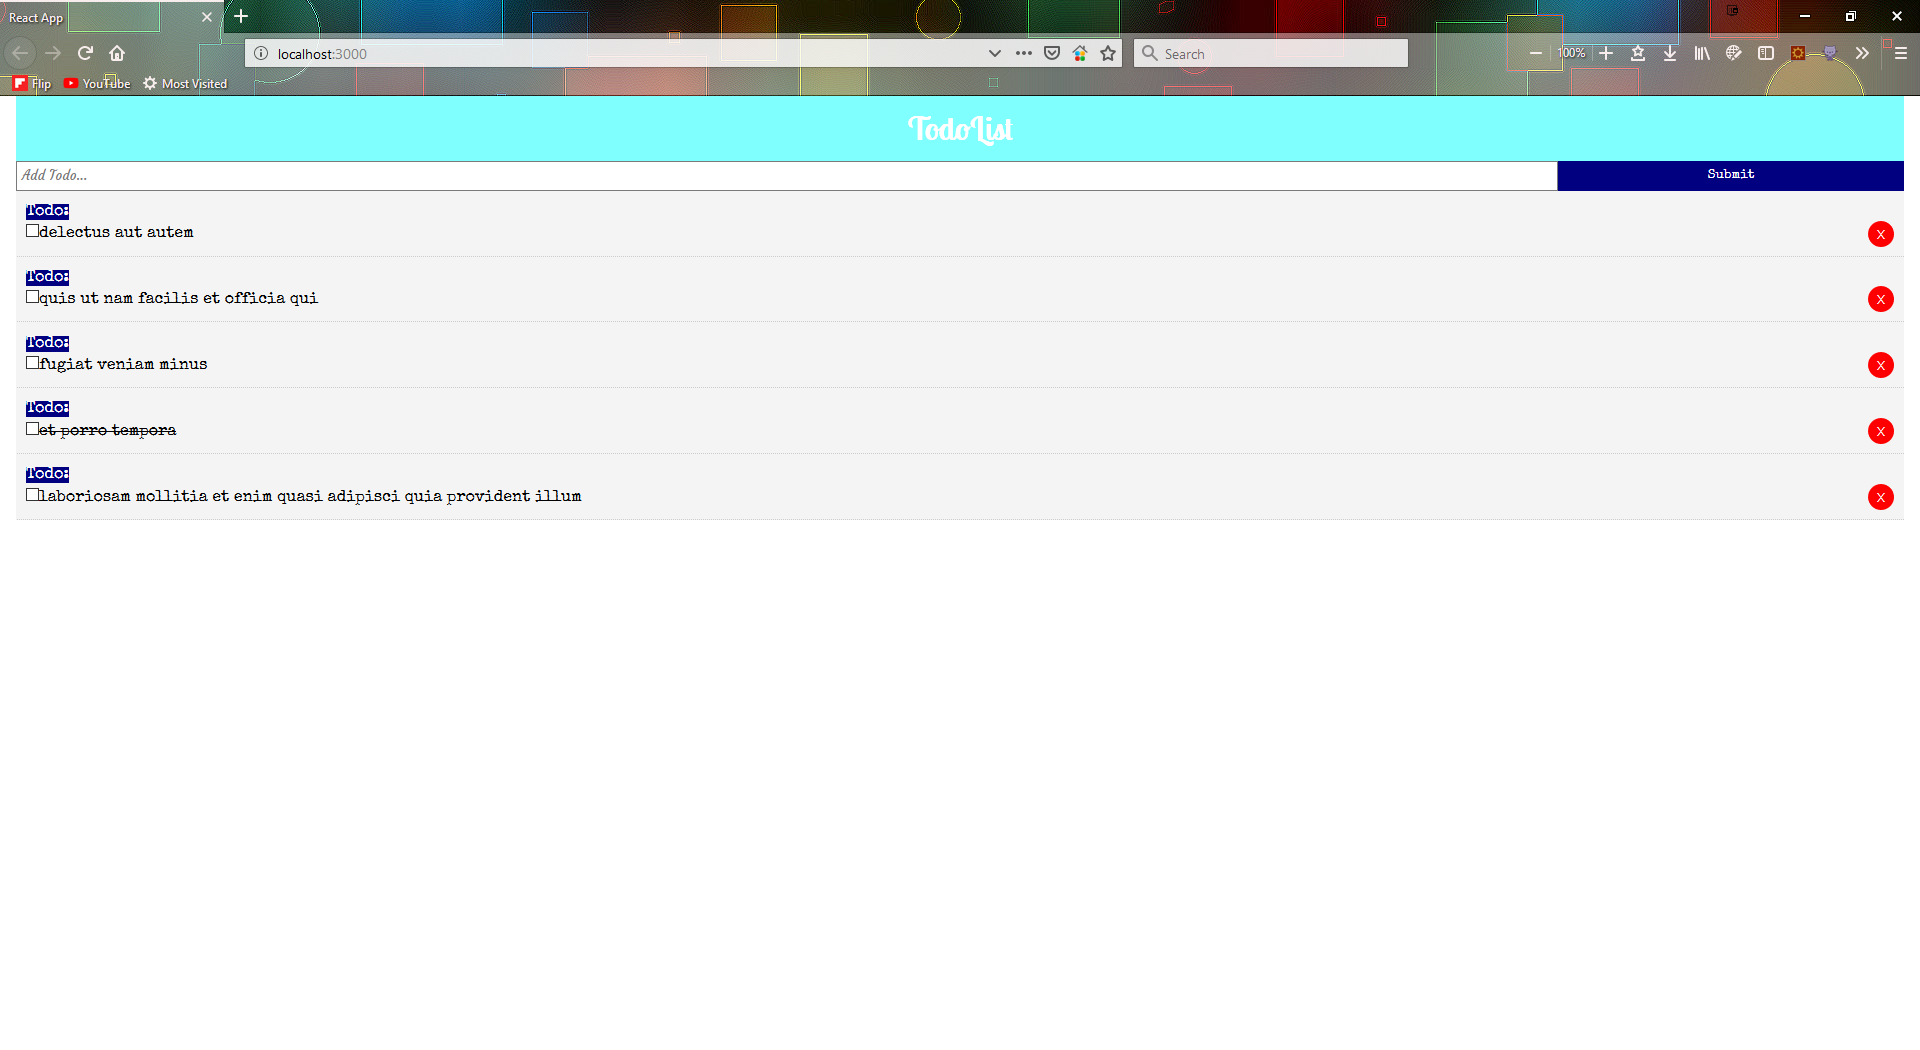 React App
localhost:3000
Search
100%
Flip YouTube Most Visited
TodoList
Add Todo...
Submit
Todo:
delectus aut autem
X
Todo:
quis ut nam facilis et officia qui
X
Todo:
fugiat veniam minus
X
Todo:
et porro tempora
X
Todo:
laboriosam mollitia et enim quasi adipisci quia provident illum
X